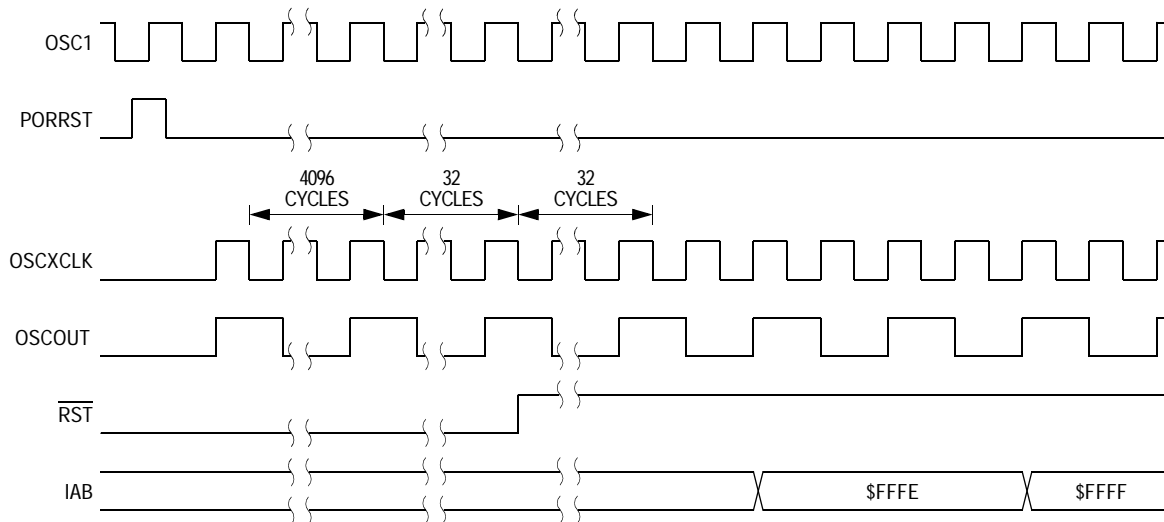 OSC1
PORRST
4096
CYCLES
32
CYCLES
32
CYCLES
OSCXCLK
OSCOUT
RST
IAB
$FFFE
$FFFF